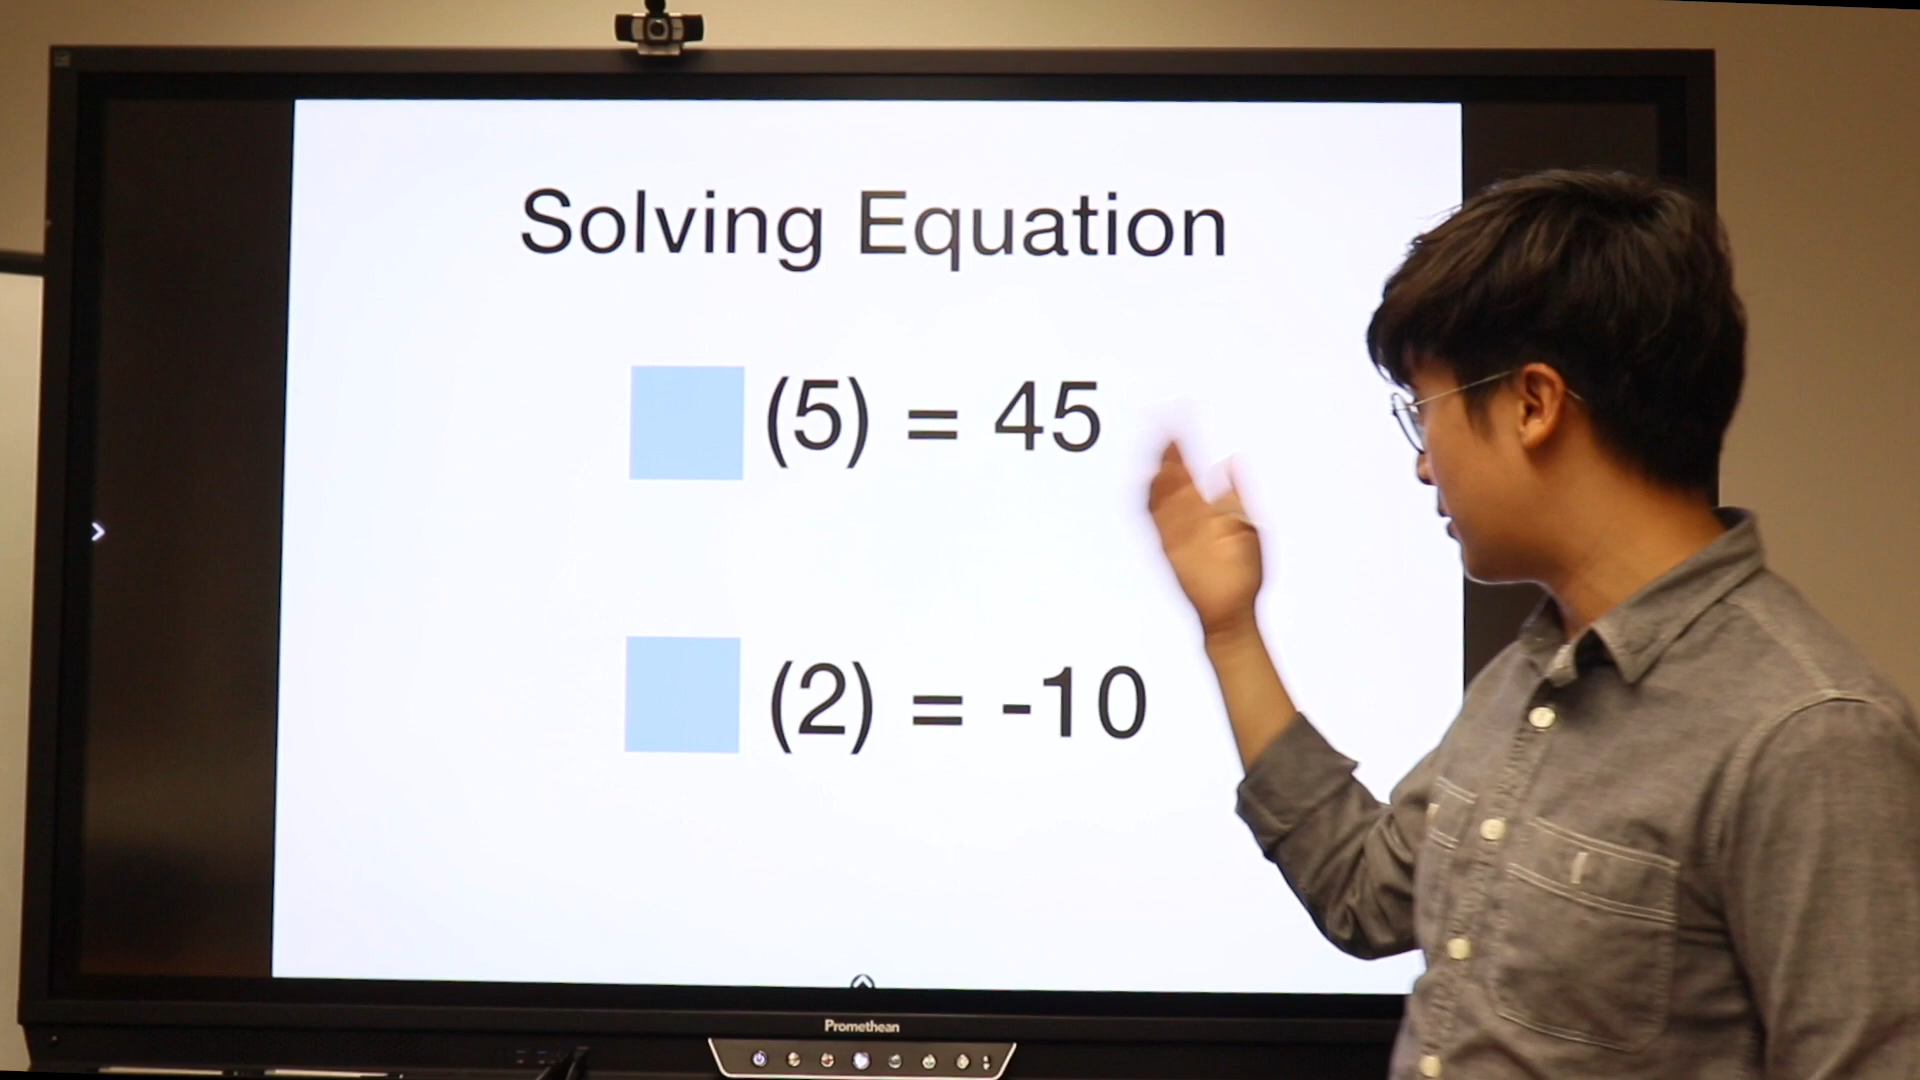 Solving Equation
(5) = 45
(2) = -10
Promethean